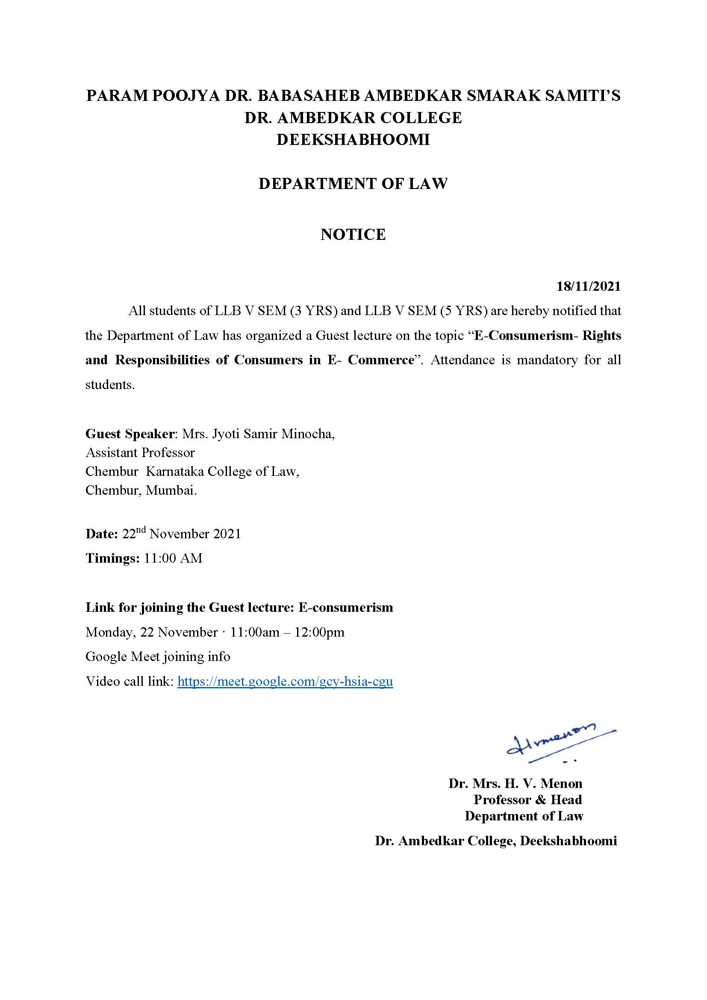 PARAM POOJYA DR. BABASAHEB AMBEDKAR SMARAK SAMITI’S
DR. AMBEDKAR COLLEGE
DEEKSHABHOOMI
DEPARTMENT OF LAW
NOTICE
18/11/2021
All students of LLB V SEM (3 YRS) and LLB V SEM (5 YRS) are hereby notified that
the Department of Law has organized a Guest lecture on the topic “E-Consumerism- Rights
and Responsibilities of Consumers in E- Commerce”. Attendance is mandatory for all
students.
Guest Speaker: Mrs. Jyoti Samir Minocha,
Assistant Professor
Chembur  Karnataka College of Law,
Chembur, Mumbai.
Date: 22nd November 2021
Timings: 11:00 AM
Link for joining the Guest lecture: E-consumerism
Monday, 22 November · 11:00am – 12:00pm
Google Meet joining info
Video call link: https://meet.google.com/gcy-hsia-cgu
Hvmenon
Dr. Mrs. H. V. Menon
Professor & Head
Department of Law
Dr. Ambedkar College, Deekshabhoomi